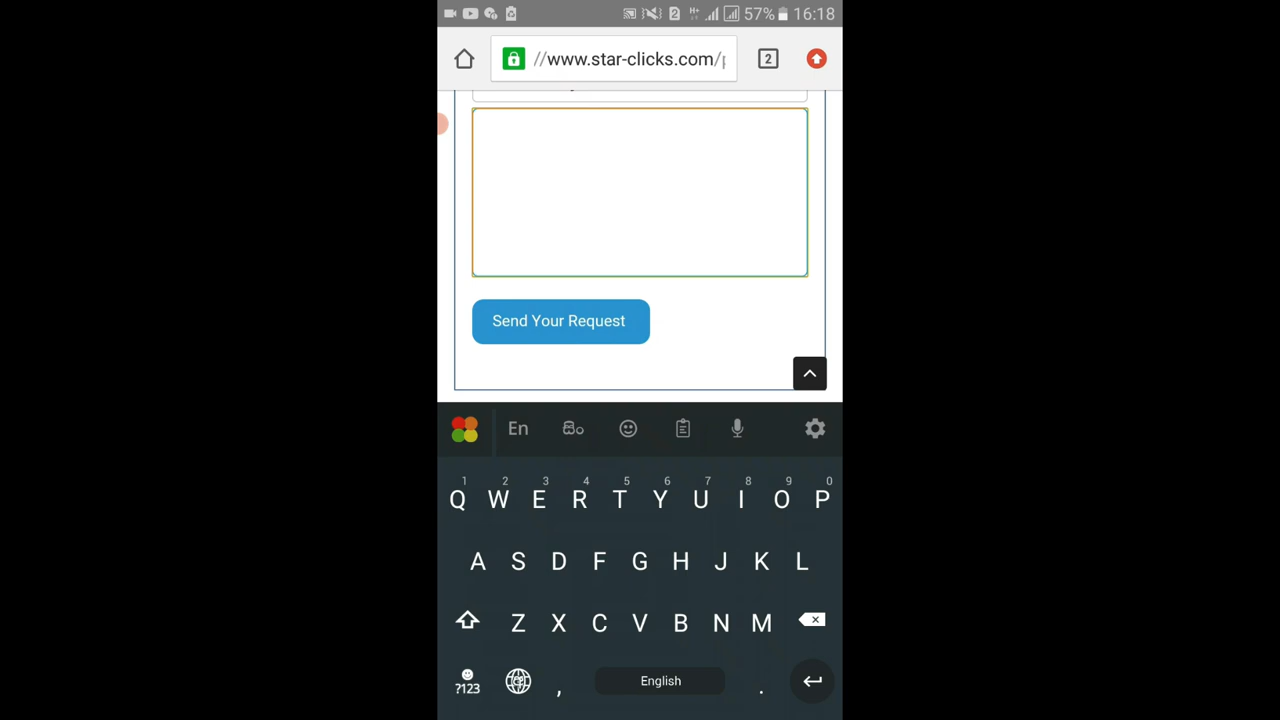 57% 16:18
//www.star-clicks.com/
2
Send Your Request
En
1 2 3 4 5 6 7 8 9 0
Q W E R T Y U I O P
A S D F G H J K L
Z X C V B N M
?123 , English .